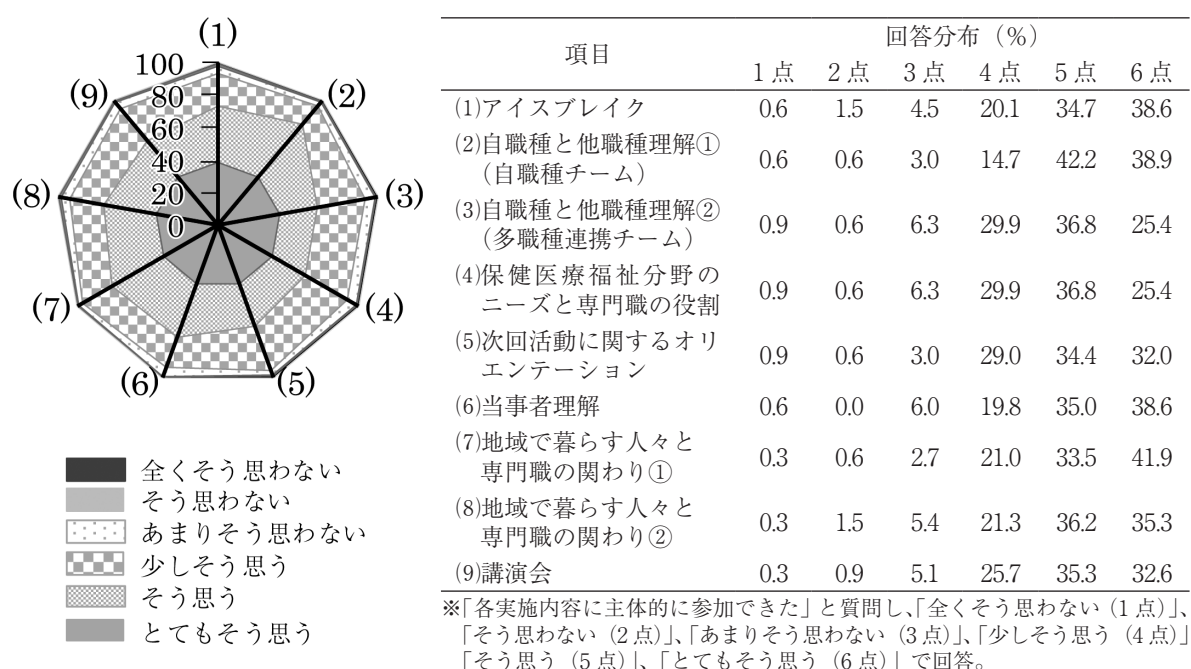 (1)
100
80
60
40
20
0
(2)
(3)
(4)
(5)
(6)
(7)
(8)
(9)
全くそう思わない
そう思わない
あまりそう思わない
少しそう思う
そう思う
とてもそう思う
項目 回答分布（%）
1点 2点 3点 4点 5点 6点
⑴アイスブレイク 0.6 1.5 4.5 20.1 34.7 38.6
⑵自職種と他職種理解①
（自職種チーム） 0.6 0.6 3.0 14.7 42.2 38.9
⑶自職種と他職種理解②
（多職種連携チーム） 0.9 0.6 6.3 29.9 36.8 25.4
⑷保健医療福祉分野の
ニーズと専門職の役割 0.9 0.6 6.3 29.9 36.8 25.4
⑸次回活動に関するオリ
エンテーション 0.9 0.6 3.0 29.0 34.4 32.0
⑹当事者理解 0.6 0.0 6.0 19.8 35.0 38.6
⑺地域で暮らす人々と
専門職の関わり① 0.3 0.6 2.7 21.0 33.5 41.9
⑻地域で暮らす人々と
専門職の関わり② 0.3 1.5 5.4 21.3 36.2 35.3
⑼講演会 0.3 0.9 5.1 25.7 35.3 32.6
※「各実施内容に主体的に参加できた」と質問し、「全くそう思わない（1点）」、
「そう思わない（2点）」、「あまりそう思わない（3点）」、「少しそう思う（4点）」
「そう思う（5点）」、「とてもそう思う（6点）」で回答。